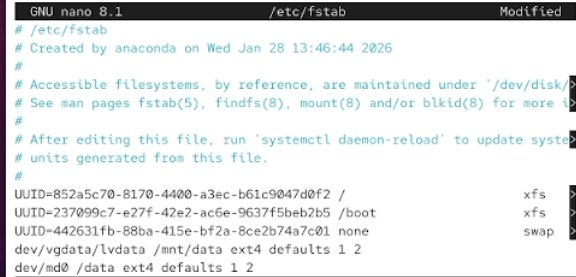 GNU nano 8.1 /etc/fstab Modified
# /etc/fstab
# Created by anaconda on Wed Jan 28 13:46:44 2026
#
# Accessible filesystems, by reference, are maintained under '/dev/disk/>
# See man pages fstab(5), findfs(8), mount(8) and/or blkid(8) for more i>
#
# After editing this file, run 'systemctl daemon-reload' to update syste>
# units generated from this file.
#
UUID=852a5c70-8170-4400-a3ec-b61c9047d0f2 / xfs >
UUID=237099c7-e27f-42e2-ac6e-9637f5beb2b5 /boot xfs >
UUID=442631fb-88ba-415e-bf2a-8ce2b74a7c01 none swap >
dev/vgdata/lvdata /mnt/data ext4 defaults 1 2
dev/md0 /data ext4 defaults 1 2